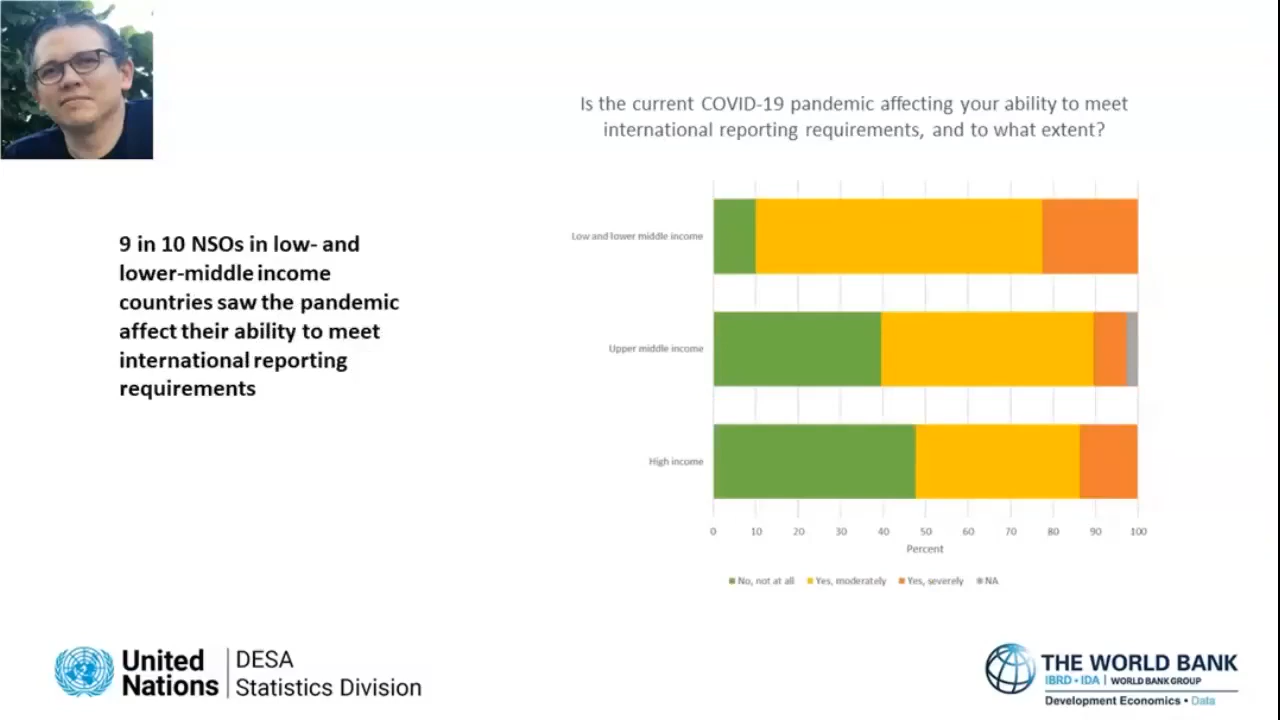 Is the current COVID-19 pandemic affecting your ability to meet
international reporting requirements, and to what extent?
9 in 10 NSOs in low- and
lower-middle income
countries saw the pandemic
affect their ability to meet
international reporting
requirements
Low and lower middle income
Upper middle income
High income
0 10 20 30 40 50 60 70 80 90 100
Percent
No, not at all Yes, moderately Yes, severely NA
United
Nations
DESA
Statistics Division
THE WORLD BANK
IBRD • IDA | WORLD BANK GROUP
Development Economics • Data